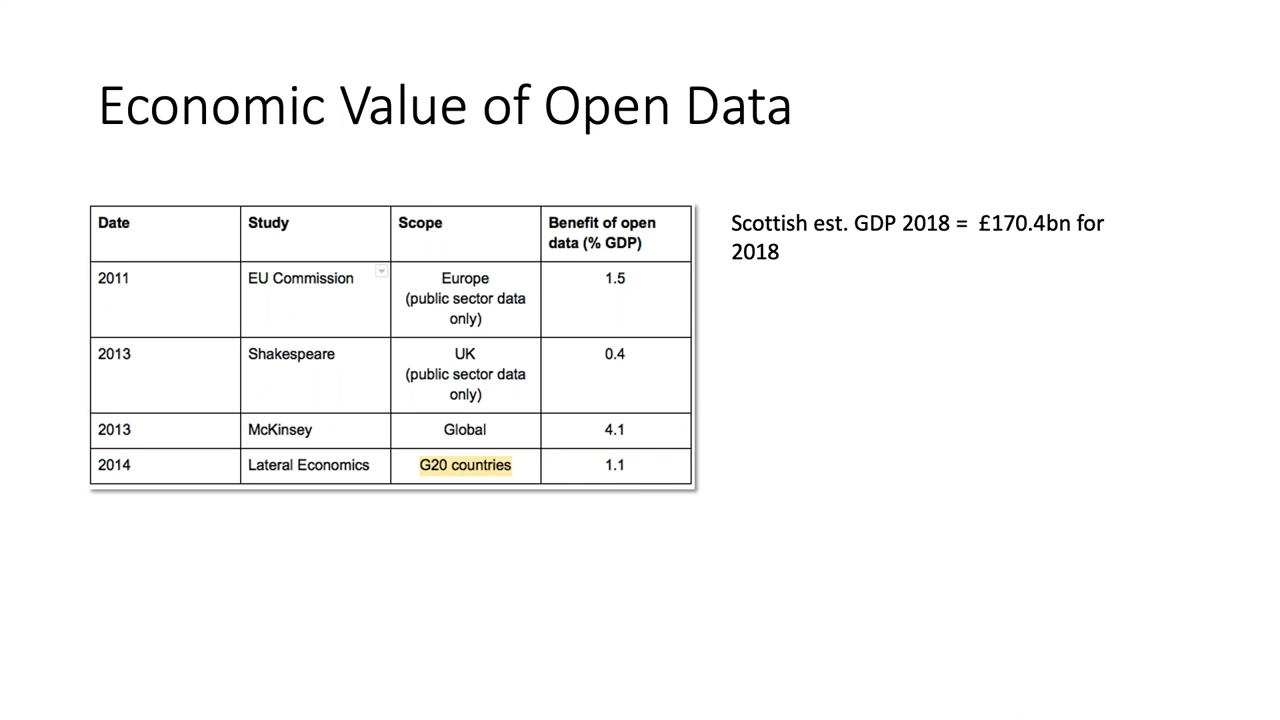 Economic Value of Open Data
Date Study Scope Benefit of open
data (% GDP)
2011 EU Commission Europe 1.5
(public sector data
only)
2013 Shakespeare UK 0.4
(public sector data
only)
2013 McKinsey Global 4.1
2014 Lateral Economics G20 countries 1.1
Scottish est. GDP 2018 = £170.4bn for
2018